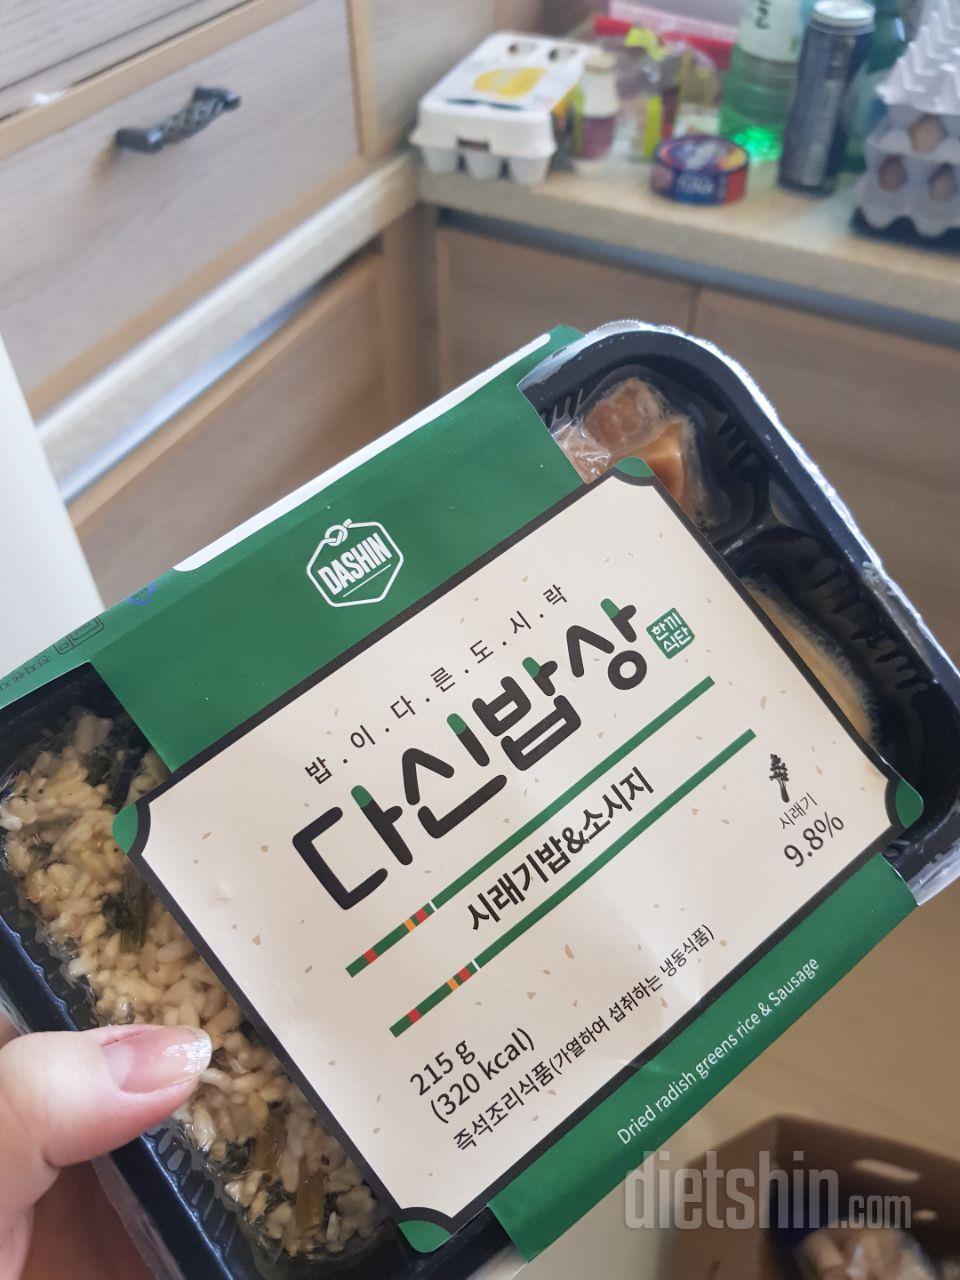 DASHIN
밥.이.다.른.도.시.락
다신밥상
한끼
식단
시래기밥&소시지
시래기
9.8%
215 g
(320 kcal)
즉석조리식품(가열하여 섭취하는 냉동식품)
Dried radish greens rice & Sausage
TUNA
dietshin.com